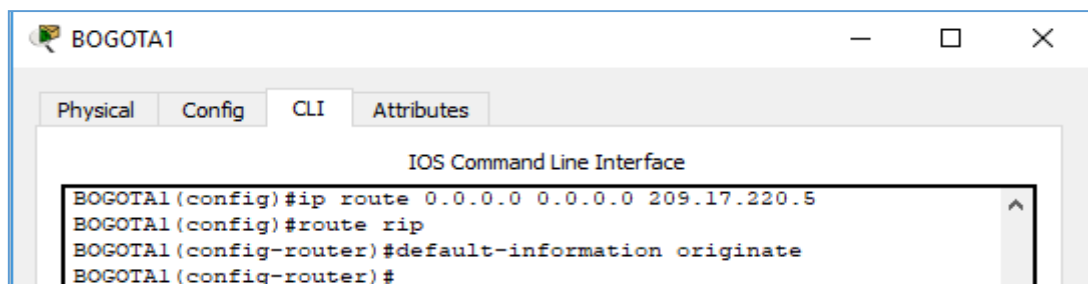 BOGOTA1
Physical Config CLI Attributes
IOS Command Line Interface
BOGOTA1(config)#ip route 0.0.0.0 0.0.0.0 209.17.220.5
BOGOTA1(config)#route rip
BOGOTA1(config-router)#default-information originate
BOGOTA1(config-router)#